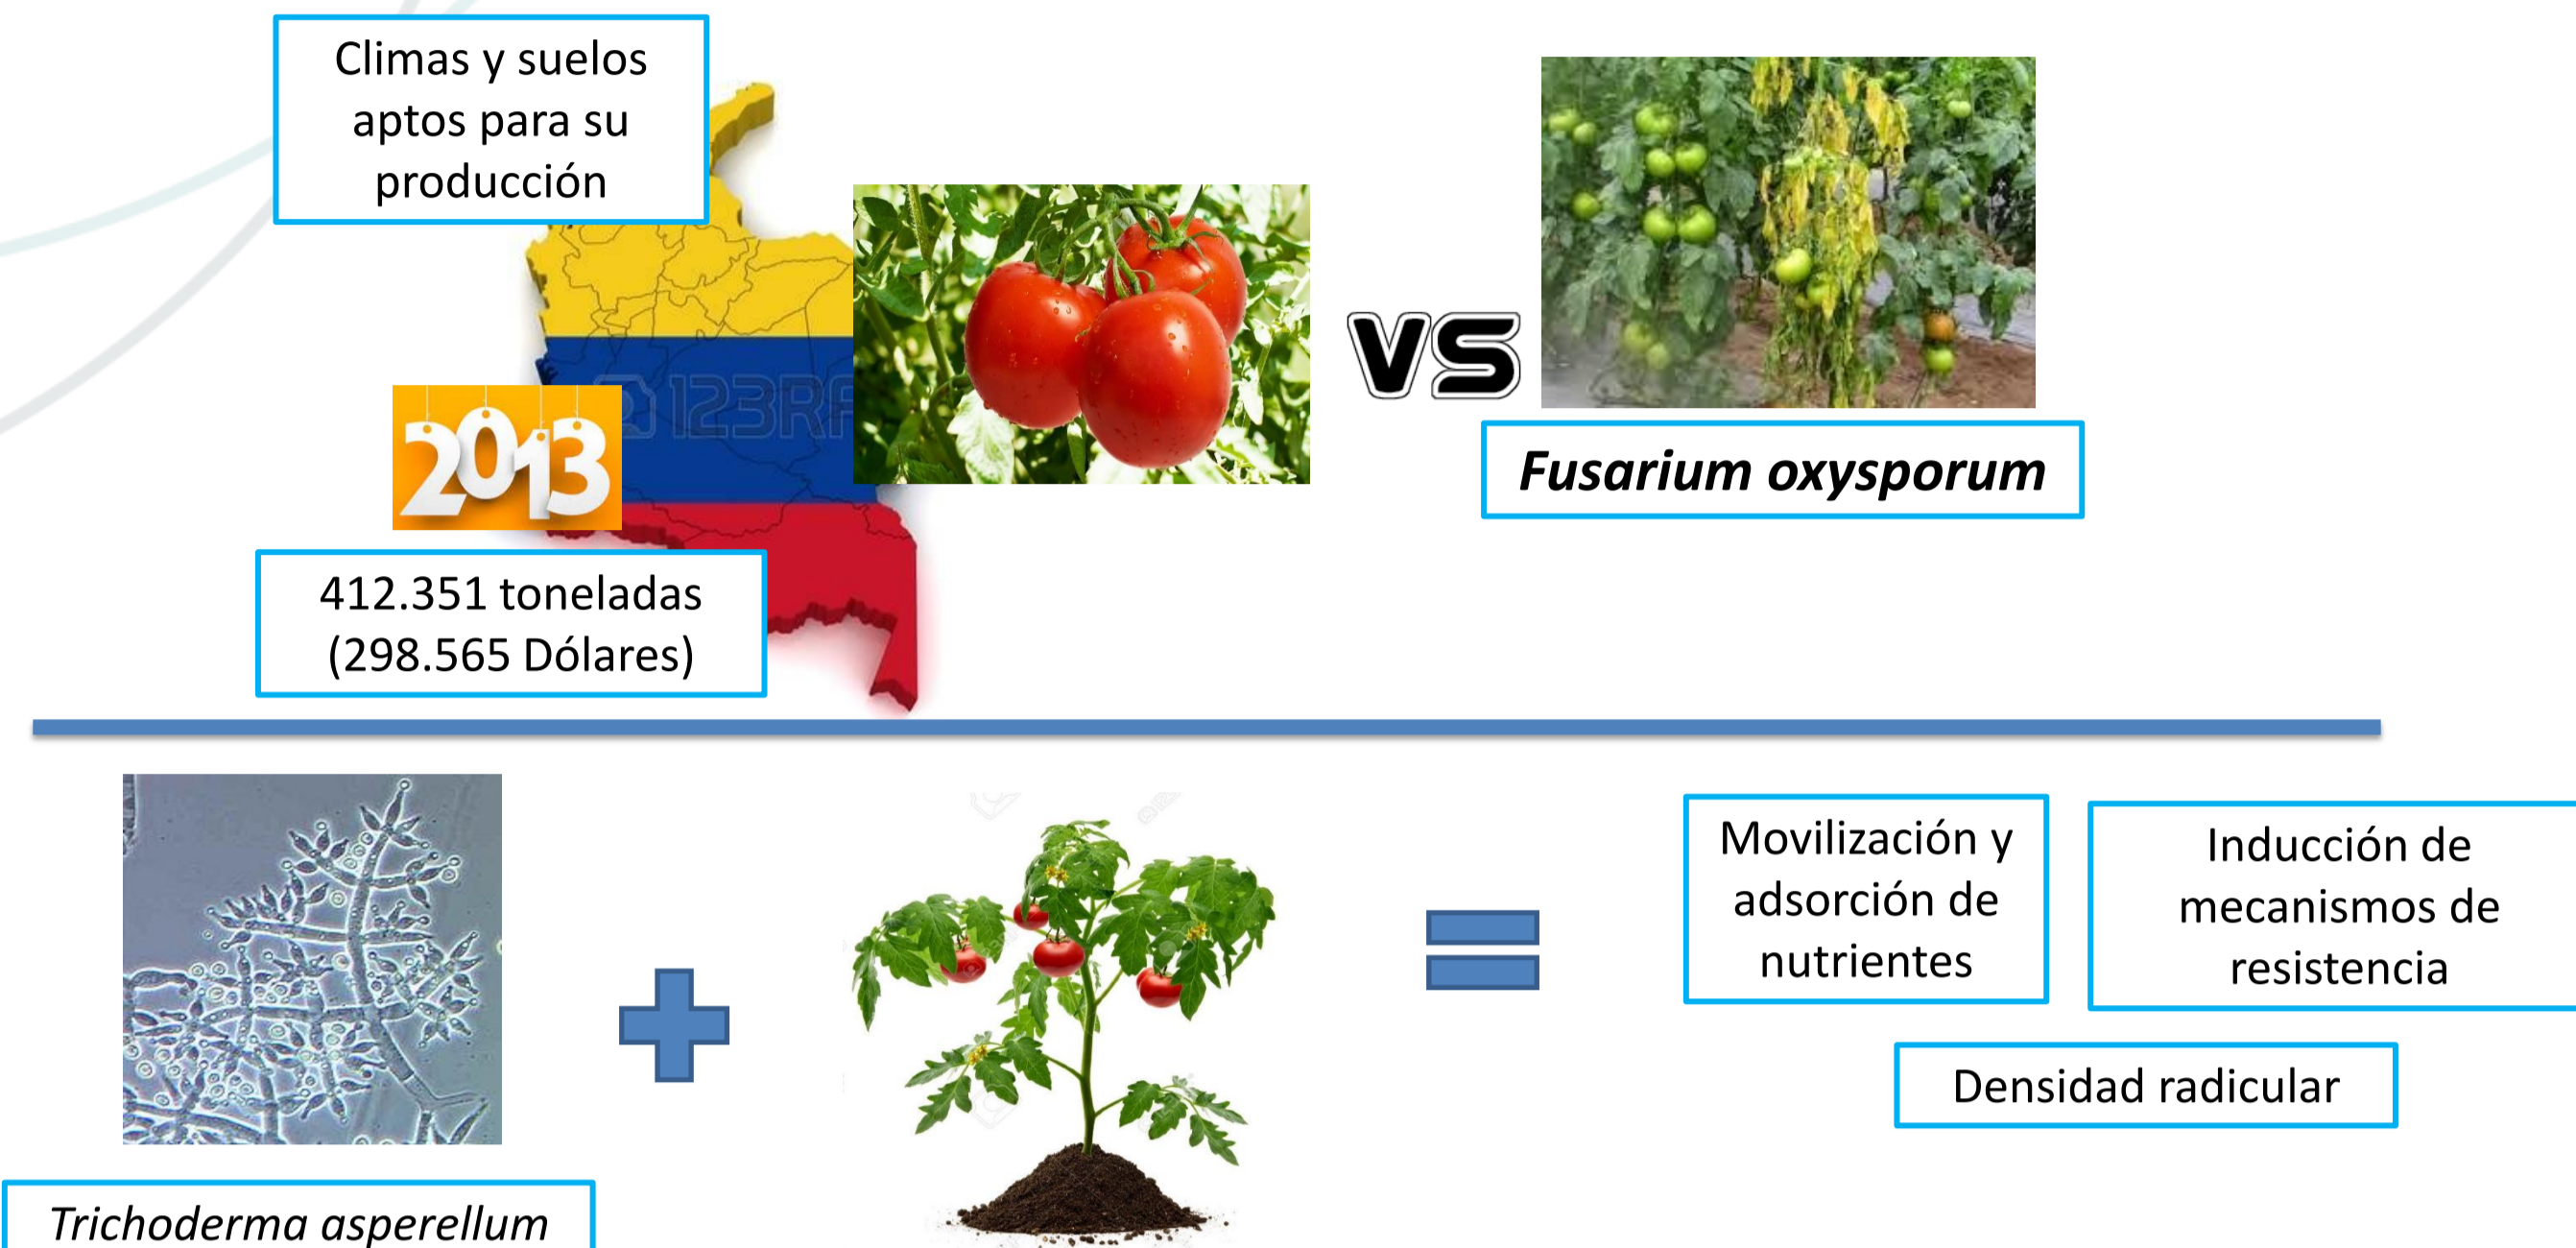 Climas y suelos
aptos para su
producción
123RF
VS
Fusarium oxysporum
2013
412.351 toneladas
(298.565 Dólares)
Movilización y
adsorción de
nutrientes
Inducción de
mecanismos de
resistencia
Densidad radicular
Trichoderma asperellum